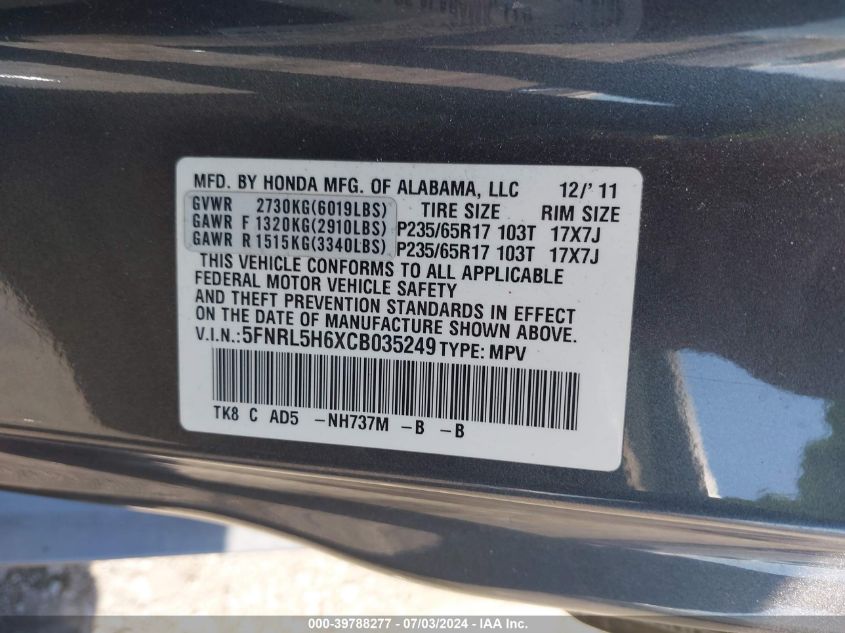 MFD. BY HONDA MFG. OF ALABAMA, LLC 12/'11
GVWR 2730KG(6019LBS) TIRE SIZE RIM SIZE
GAWR F 1320KG(2910LBS) P235/65R17 103T 17X7J
GAWR R 1515KG(3340LBS) P235/65R17 103T 17X7J
THIS VEHICLE CONFORMS TO ALL APPLICABLE
FEDERAL MOTOR VEHICLE SAFETY
AND THEFT PREVENTION STANDARDS IN EFFECT
ON THE DATE OF MANUFACTURE SHOWN ABOVE.
V.I.N.:5FNRL5H6XCB035249 TYPE: MPV
TK8 C AD5 -NH737M -B -B
000-39788277 - 07/03/2024 - IAA Inc.